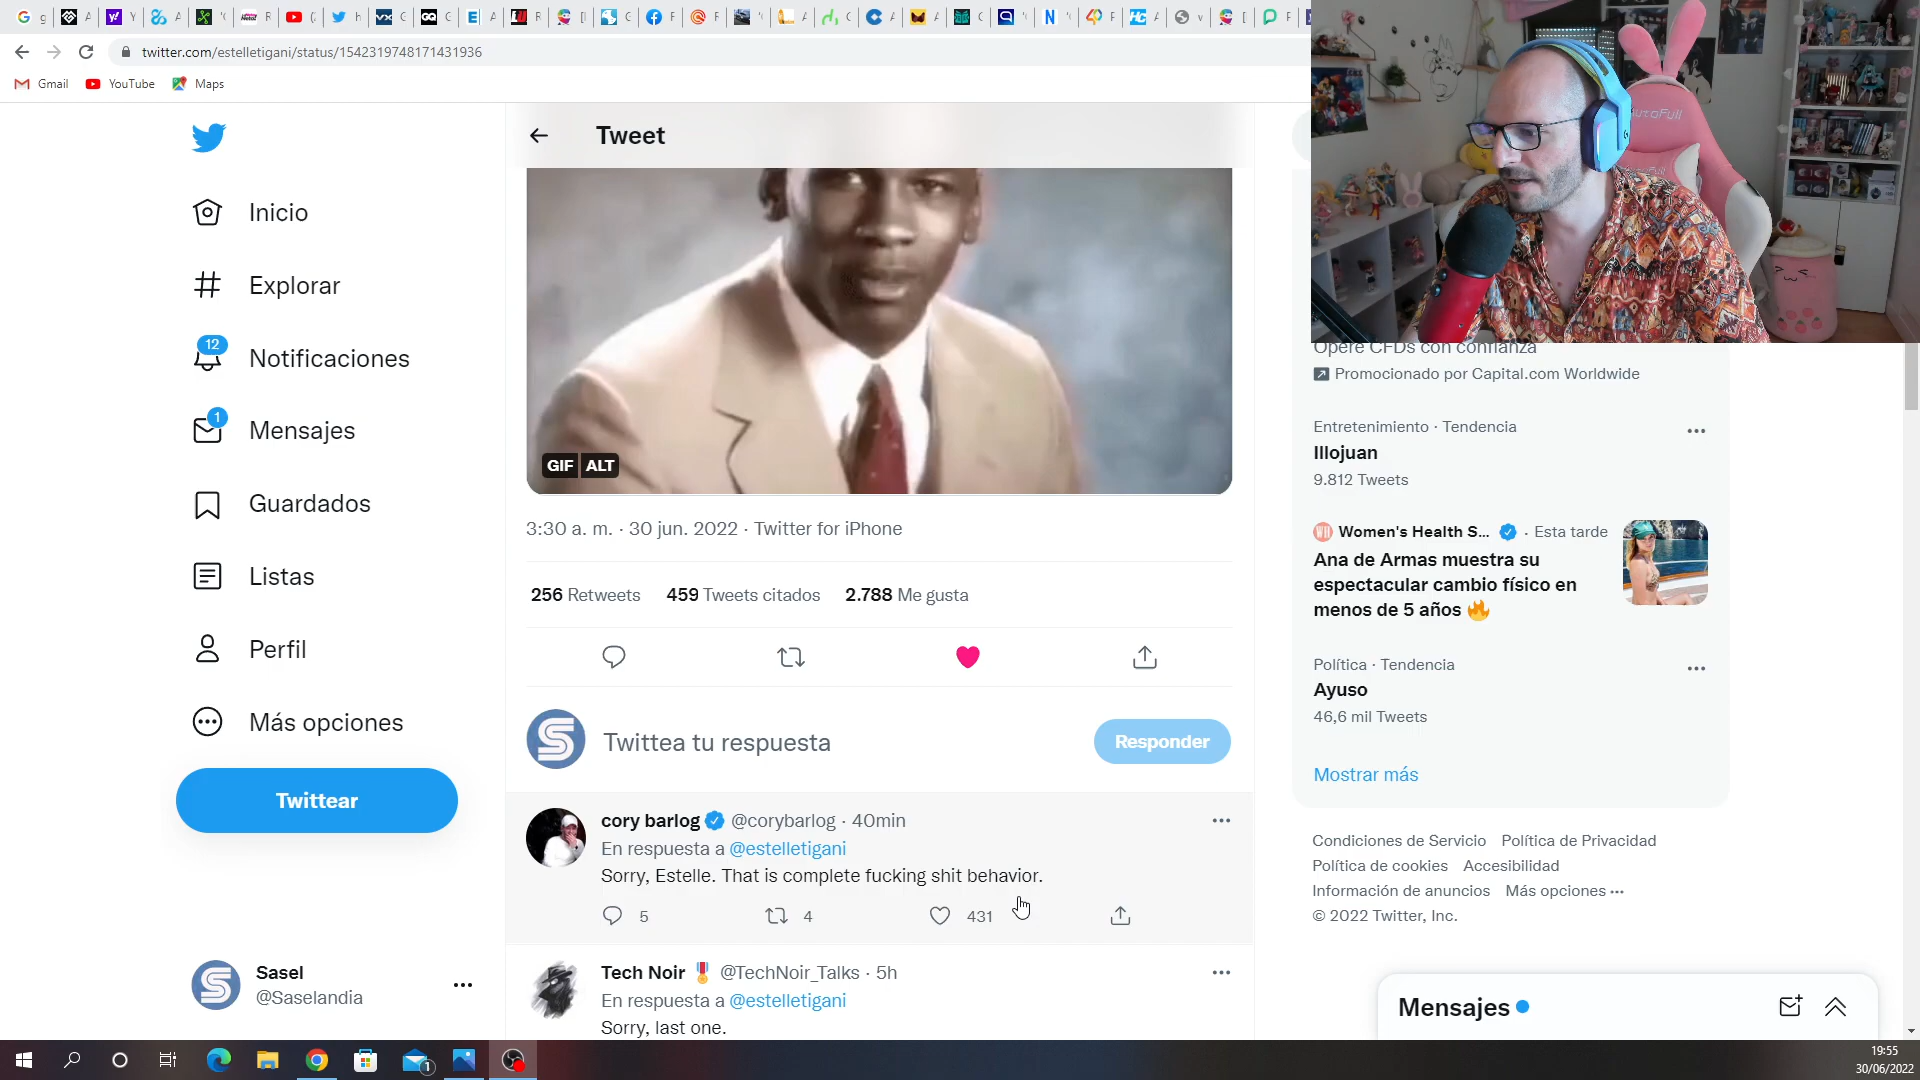 twitter.com/estelletigani/status/1542319748171431936
Gmail
YouTube
Maps
Inicio
Explorar
12
Notificaciones
1
Mensajes
Guardados
Listas
Perfil
Más opciones
Twittear
Sasel
@Saselandia
Tweet
GIF ALT
3:30 a. m. · 30 jun. 2022 · Twitter for iPhone
256 Retweets 459 Tweets citados 2.788 Me gusta
Twittea tu respuesta
Responder
cory barlog @corybarlog · 40min
En respuesta a @estelletigani
Sorry, Estelle. That is complete fucking shit behavior.
5 4 431
Tech Noir @TechNoir_Talks · 5h
En respuesta a @estelletigani
Sorry, last one.
Opere CFDs con confianza
Promocionado por Capital.com Worldwide
Entretenimiento · Tendencia
Illojuan
9.812 Tweets
Women's Health S... · Esta tarde
Ana de Armas muestra su
espectacular cambio físico en
menos de 5 años
Política · Tendencia
Ayuso
46,6 mil Tweets
Mostrar más
Condiciones de Servicio Política de Privacidad
Política de cookies Accesibilidad
Información de anuncios Más opciones ···
© 2022 Twitter, Inc.
Mensajes
1
19:55
30/06/2022